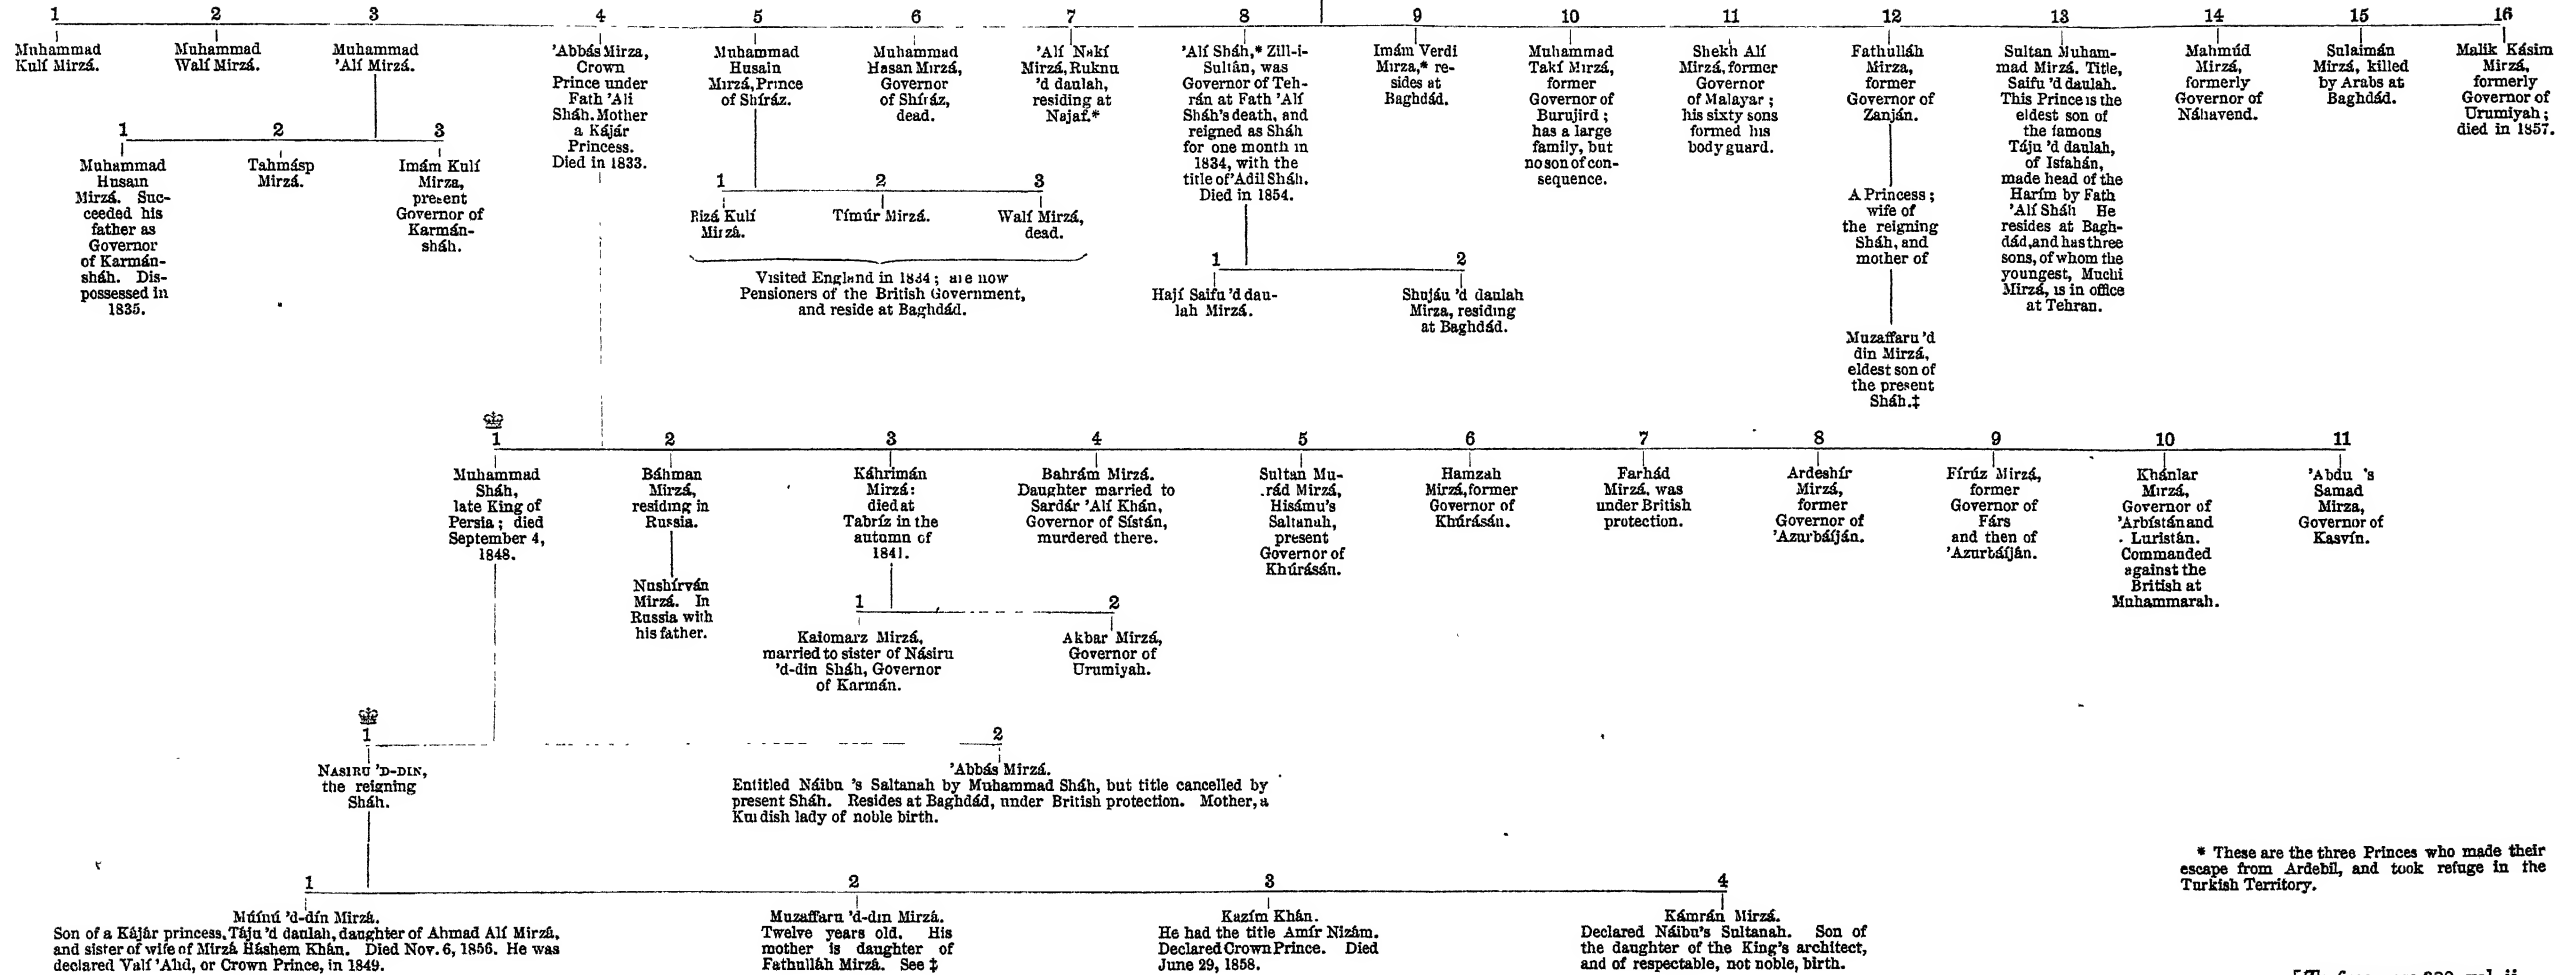 1 2 3 4 5 6 7 8 9 10 11 12 13 14 15 16
Muhammad
Kulí Mirzá.
Muhammad
Walí Mirzá.
Muhammad
'Alí Mirzá.
'Abbás Mirza,
Crown
Prince under
Fath 'Ali
Sháh. Mother
a Kájár
Princess.
Died in 1833.
Muhammad
Husain
Mirzá, Prince
of Shíráz.
Muhammad
Hasan Mirzá,
Governor
of Shíráz,
dead.
'Alí Nakí
Mirzá, Ruknu
'd daulah,
residing at
Najaf.*
'Alí Sháh,* Zill-i-
Sultân, was
Governor of Teh-
rán at Fath 'Alí
Sháh's death, and
reigned as Sháh
for one month in
1834, with the
title of 'Adil Sháh.
Died in 1854.
Imám Verdi
Mirza,* re-
sides at
Baghdád.
Muhammad
Takí Mirzá,
former
Governor of
Burujird;
has a large
family, but
no son of con-
sequence.
Shekh Alí
Mirzá, former
Governor
of Malayar;
his sixty sons
formed his
body guard.
Fathulláh
Mirza,
former
Governor of
Zanján.
Sultan Muham-
mad Mirzá. Title,
Saifu 'd daulah.
This Prince is the
eldest son of
the famous
Táju 'd daulah,
of Isfahán,
made head of the
Harím by Fath
'Alí Sháh He
resides at Bagh-
dád, and has three
sons, of whom the
youngest, Muchi
Mirzá, is in office
at Tehran.
Mahmúd
Mirzá,
formerly
Governor of
Náhavend.
Sulaimán
Mirzá, killed
by Arabs at
Baghdád.
Malik Kásim
Mirzá,
formerly
Governor of
Urumiyah;
died in 1857.
1 2 3
Muhammad
Husain
Mirzá. Suc-
ceeded his
father as
Governor
of Karmán-
sháh. Dis-
possessed in
1835.
Tahmásp
Mirzá.
Imám Kulí
Mirza,
present
Governor of
Karmán-
sháh.
1 2 3
Rizá Kulí
Mirzá.
Tímúr Mirzá.
Walí Mirzá,
dead.
Visited England in 1834; are now
Pensioners of the British Government,
and reside at Baghdád.
1 2
Hají Saifu 'd dau-
lah Mirzá.
Shujáu 'd daulah
Mirza, residing
at Baghdád.
A Princess;
wife of
the reigning
Sháh, and
mother of
Muzaffaru 'd
din Mirzá,
eldest son of
the present
Sháh.‡
1 2 3 4 5 6 7 8 9 10 11
Muhammad
Sháh,
late King of
Persia; died
September 4,
1848.
Báhman
Mirzá,
residing in
Russia.
Káhrimán
Mirzá:
died at
Tabríz in the
autumn of
1841.
Bahrám Mirzá.
Daughter married to
Sardár 'Alí Khán,
Governor of Sístán,
murdered there.
Sultan Mu-
rád Mirzá,
Hisámu's
Saltanah,
present
Governor of
Khúrásán.
Hamzah
Mirzá, former
Governor of
Khúrásán.
Farhád
Mirzá, was
under British
protection.
Ardeshír
Mirzá,
former
Governor of
'Azurbáíján.
Fírúz Mirzá,
former
Governor of
Fárs
and then of
'Azurbáíján.
Khánlar
Mirzá,
Governor of
'Arbístán and
Luristán.
Commanded
against the
British at
Muhammarah.
'Abdu 's
Samad
Mirza,
Governor of
Kasvín.
Nushírván
Mirzá. In
Russia with
his father.
1 2
Kaiomarz Mirzá,
married to sister of Násiru
'd-din Sháh, Governor
of Karmán.
Akbar Mirzá,
Governor of
Urumiyah.
1 2
NASIRU 'D-DIN,
the reigning
Sháh.
'Abbás Mirzá.
Entitled Náibu 's Saltanah by Muhammad Sháh, but title cancelled by
present Sháh. Resides at Baghdád, under British protection. Mother, a
Kurdish lady of noble birth.
* These are the three Princes who made their
escape from Ardebil, and took refuge in the
Turkish Territory.
1 2 3 4
Múínú 'd-dín Mirzá.
Son of a Kájár princess, Táju 'd daulah, daughter of Ahmad Alí Mirzá,
and sister of wife of Mirzá Háshem Khán. Died Nov. 6, 1856. He was
declared Valí 'Ahd, or Crown Prince, in 1849.
Muzaffaru 'd-din Mirzá.
Twelve years old. His
mother is daughter of
Fathulláh Mirzá. See ‡
Kazím Khán.
He had the title Amír Nizám.
Declared Crown Prince. Died
June 29, 1858.
Kámrán Mirzá.
Declared Náibu's Sultanah. Son of
the daughter of the King's architect,
and of respectable, not noble, birth.